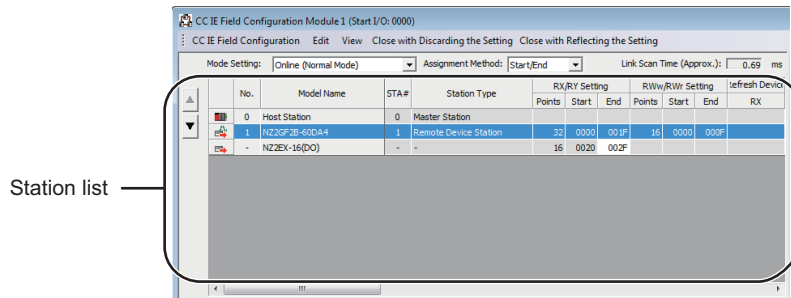 CC IE Field Configuration Module 1 (Start I/O: 0000)
CC IE Field Configuration Edit View Close with Discarding the Setting Close with Reflecting the Setting
Mode Setting: Online (Normal Mode) Assignment Method: Start/End Link Scan Time (Approx.): 0.69 ms
No. Model Name STA# Station Type RX/RY Setting RWw/RWr Setting Refresh Device
Points Start End Points Start End RX
0 Host Station 0 Master Station
1 NZ2GF2B-60DA4 1 Remote Device Station 32 0000 001F 16 0000 000F
- NZ2EX-16(DO) - - 16 0020 002F
Station list